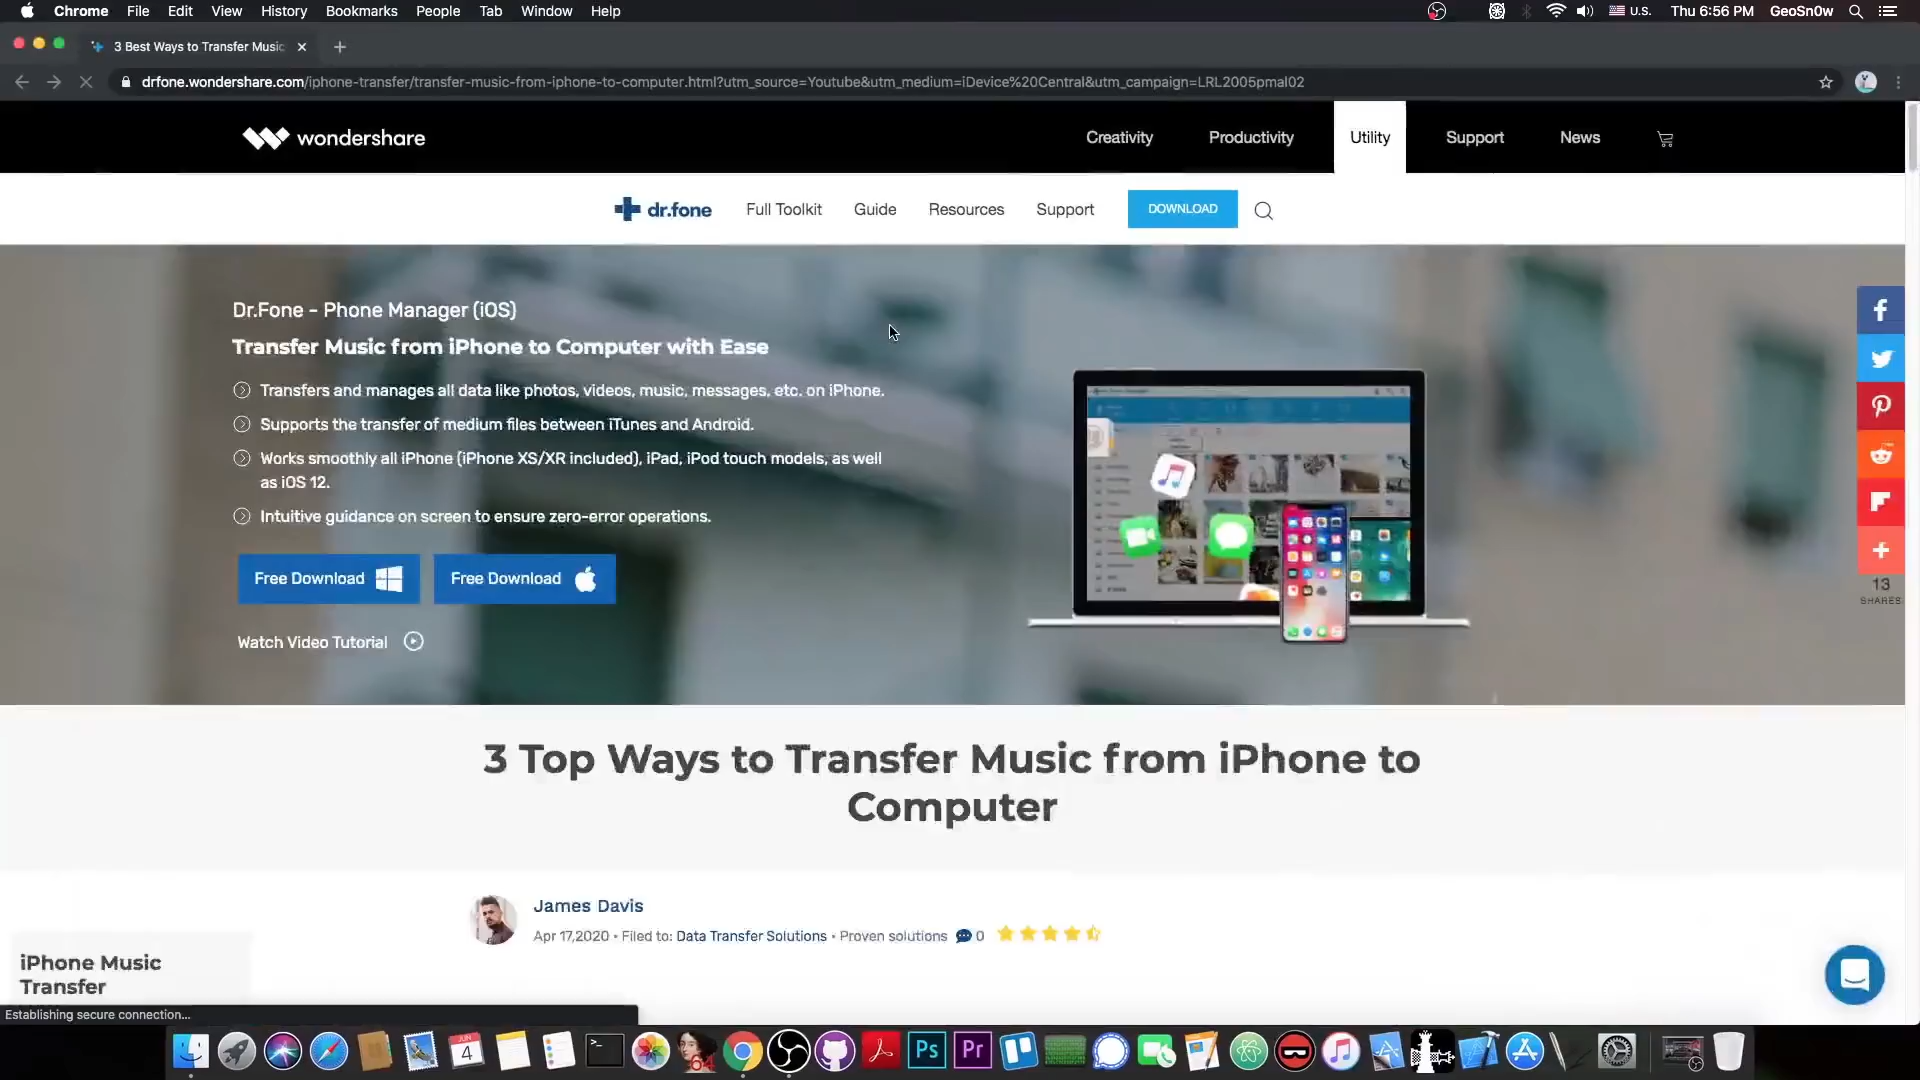 Chrome File Edit View History Bookmarks People Tab Window Help U.S. Thu 6:56 PM GeoSn0w
3 Best Ways to Transfer Music
drfone.wondershare.com/iphone-transfer/transfer-music-from-iphone-to-computer.html?utm_source=Youtube&utm_medium=iDevice%20Central&utm_campaign=LRL2005pmal02
wondershare Creativity Productivity Utility Support News
dr.fone Full Toolkit Guide Resources Support DOWNLOAD
Dr.Fone - Phone Manager (iOS)
Transfer Music from iPhone to Computer with Ease
Transfers and manages all data like photos, videos, music, messages, etc. on iPhone.
Supports the transfer of medium files between iTunes and Android.
Works smoothly all iPhone (iPhone XS/XR included), iPad, iPod touch models, as well
as iOS 12.
Intuitive guidance on screen to ensure zero-error operations.
Free Download Free Download
Watch Video Tutorial
13
SHARES
3 Top Ways to Transfer Music from iPhone to
Computer
James Davis
Apr 17,2020 • Filed to: Data Transfer Solutions • Proven solutions 0
iPhone Music
Transfer
Establishing secure connection...
JUN
4
64
Ps Pr